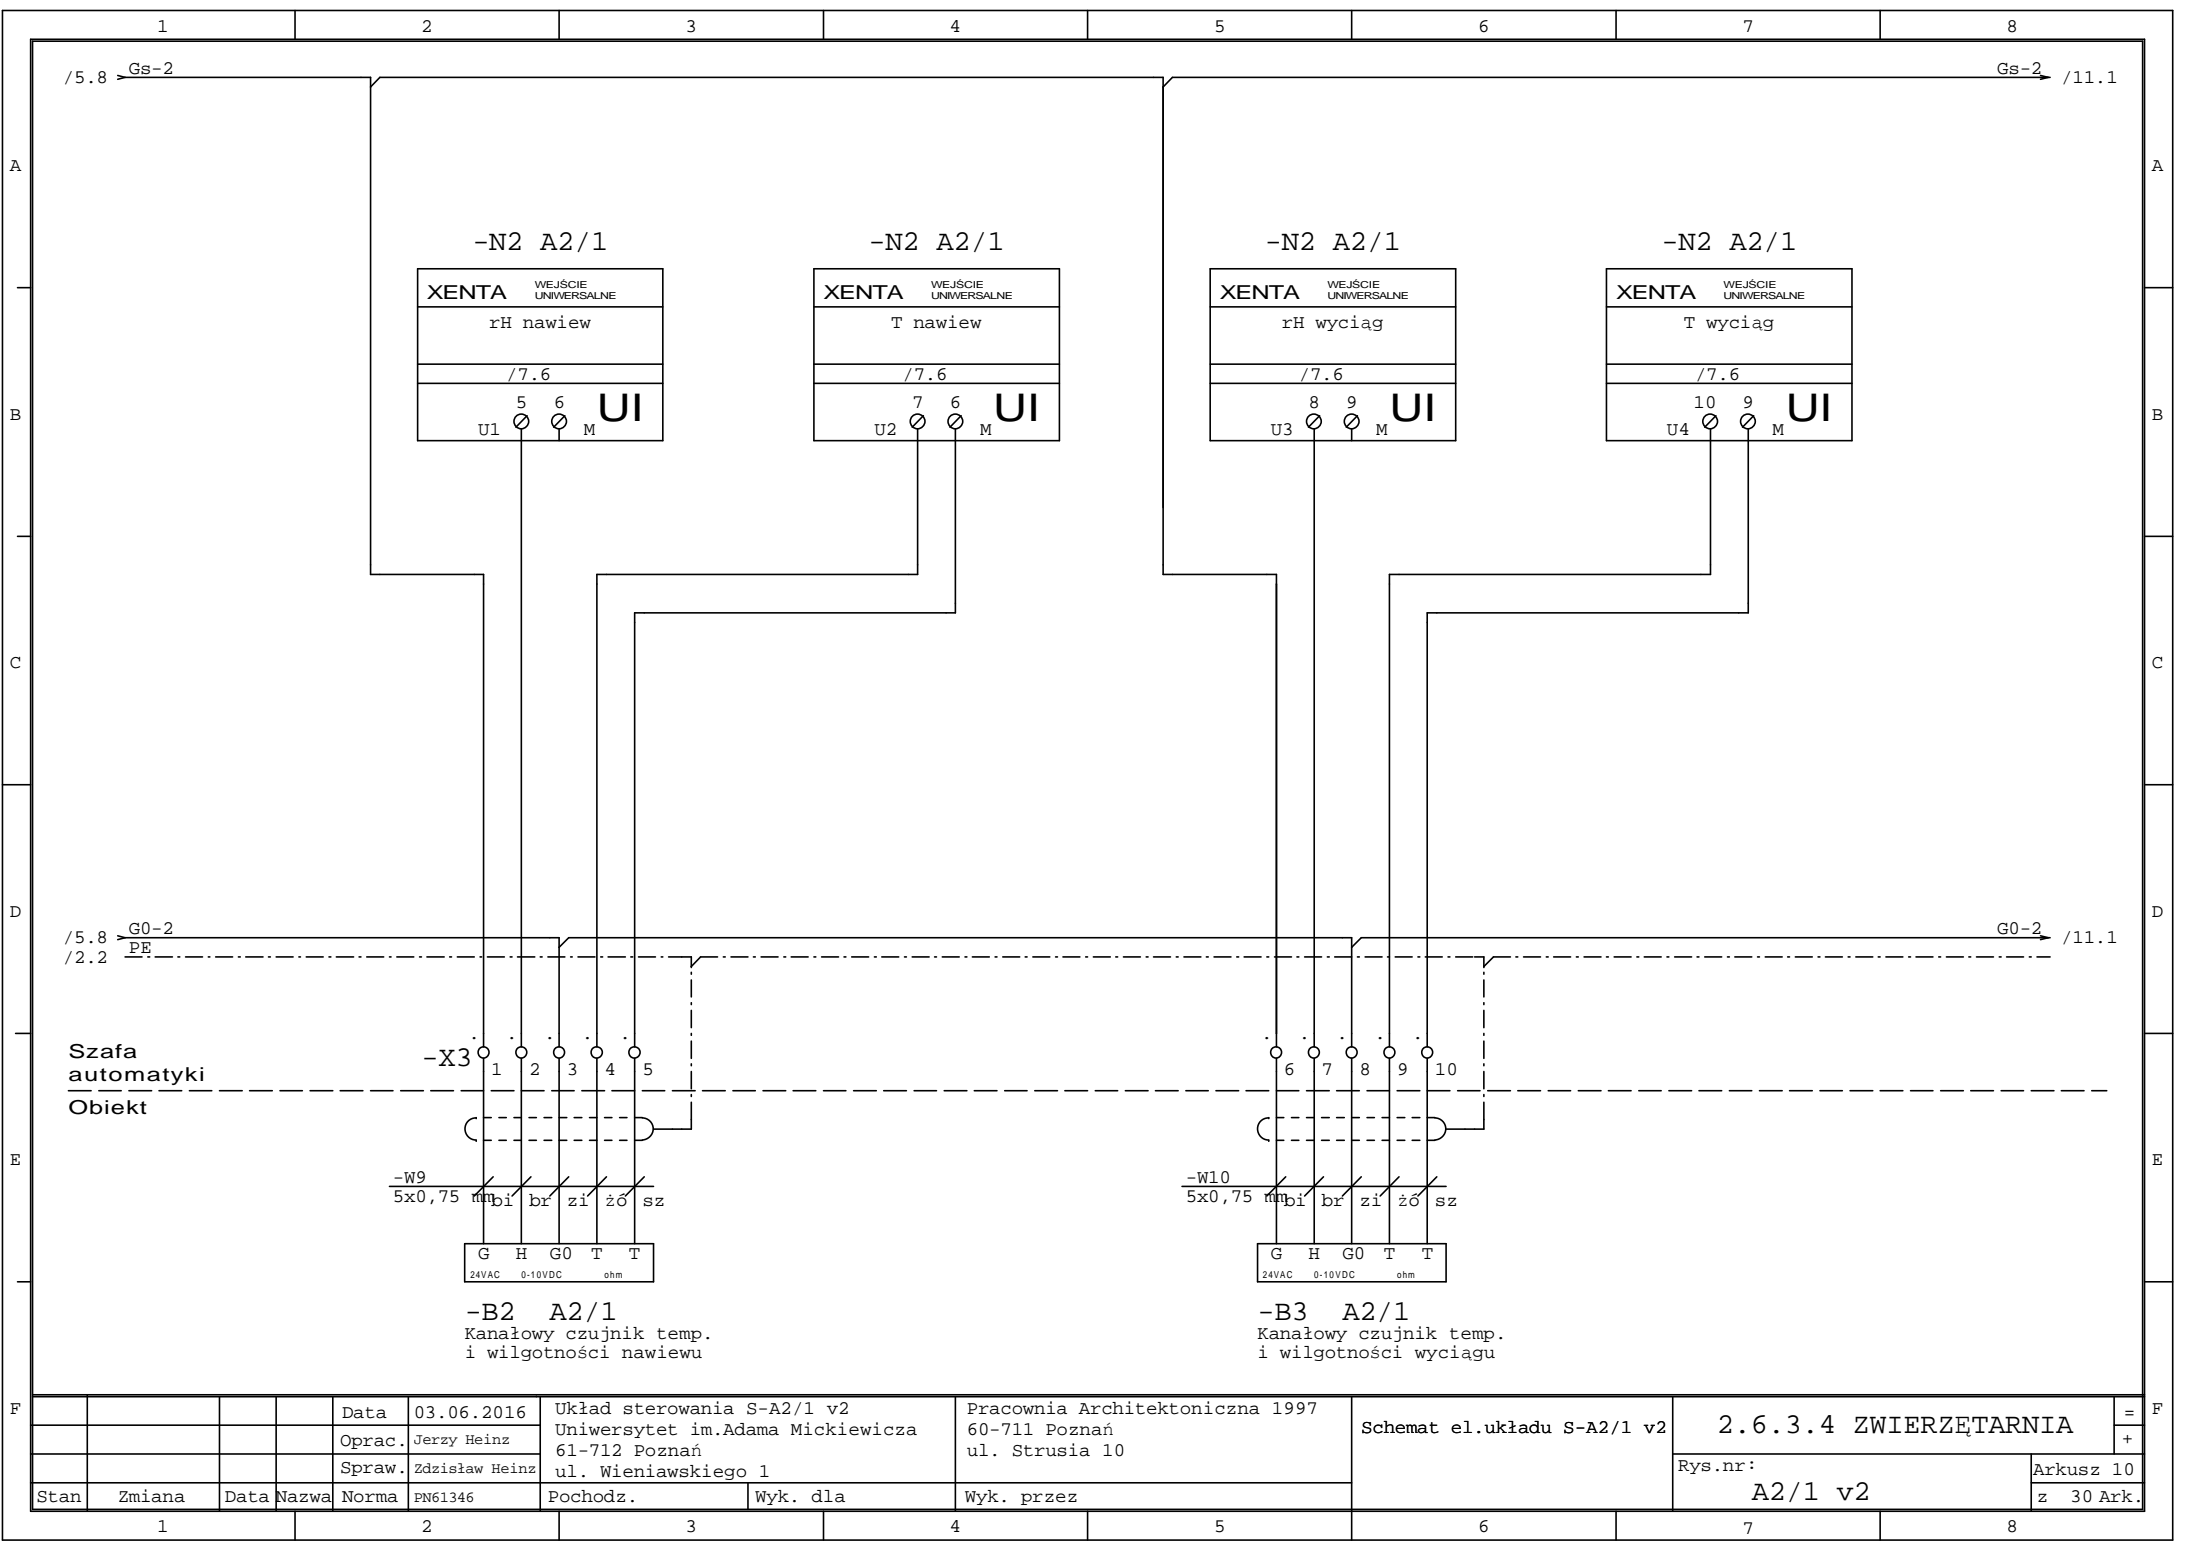 1 2 3 4 5 6 7 8
/5.8 Gs-2 Gs-2 /11.1
A A
-N2 A2/1 -N2 A2/1 -N2 A2/1 -N2 A2/1
XENTA WEJŚCIE UNIWERSALNE XENTA WEJŚCIE UNIWERSALNE XENTA WEJŚCIE UNIWERSALNE XENTA WEJŚCIE UNIWERSALNE
rH nawiew T nawiew rH wyciąg T wyciąg
/7.6 /7.6 /7.6 /7.6
B 5 6 UI 7 6 UI 8 9 UI 10 9 UI B
U1 M U2 M U3 M U4 M
C C
D D
/5.8 G0-2 G0-2 /11.1
/2.2 PE
Szafa
automatyki
-X3 1 2 3 4 5 6 7 8 9 10
Obiekt
E E
-W9 -W10
5x0,75 mm bi br zi żó sz 5x0,75 mm bi br zi żó sz
G H G0 T T G H G0 T T
24VAC 0-10VDC ohm 24VAC 0-10VDC ohm
-B2 A2/1 -B3 A2/1
Kanałowy czujnik temp. Kanałowy czujnik temp.
i wilgotności nawiewu i wilgotności wyciągu
F F
Data 03.06.2016
Oprac. Jerzy Heinz
Spraw. Zdzisław Heinz
Stan Zmiana Data Nazwa Norma PN61346
Układ sterowania S-A2/1 v2
Uniwersytet im.Adama Mickiewicza
61-712 Poznań
ul. Wieniawskiego 1
Pochodz. Wyk. dla
Pracownia Architektoniczna 1997
60-711 Poznań
ul. Strusia 10
Wyk. przez
Schemat el.układu S-A2/1 v2
2.6.3.4 ZWIERZĘTARNIA
=
+
Rys.nr:
A2/1 v2
Arkusz 10
z 30 Ark.
1 2 3 4 5 6 7 8